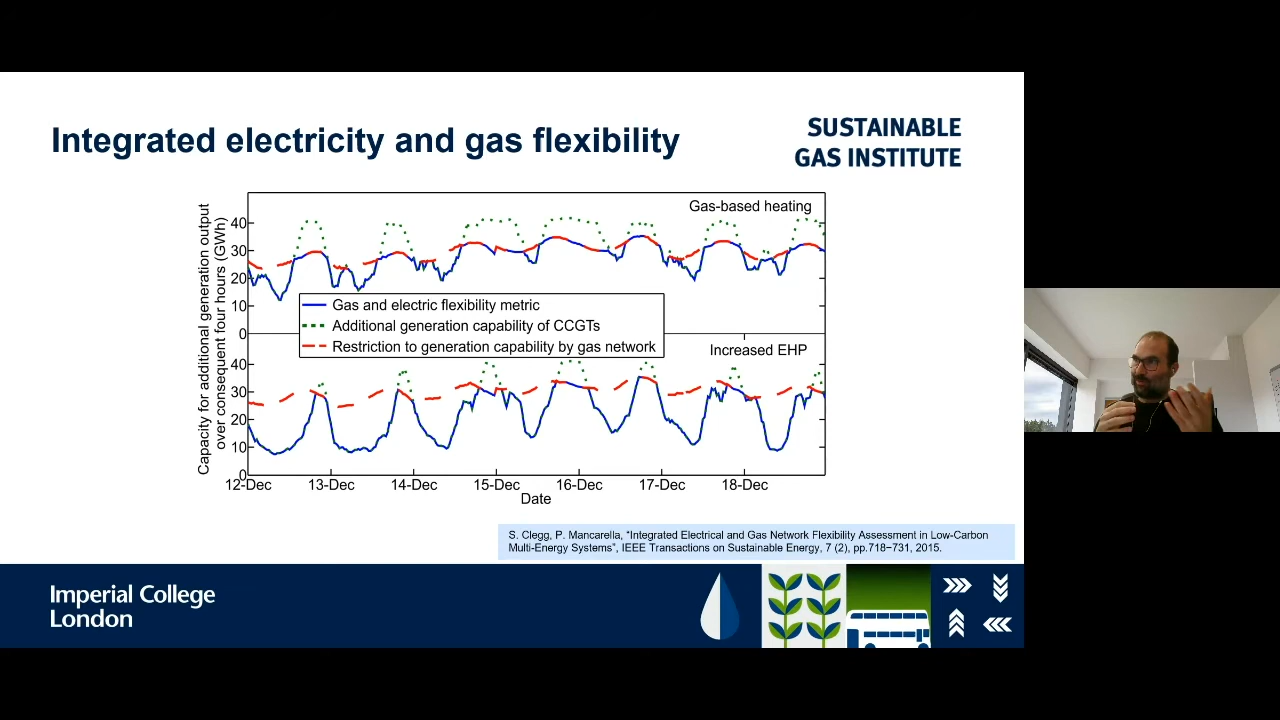 Integrated electricity and gas flexibility
SUSTAINABLE
GAS INSTITUTE
Capacity for additional generation output
over consequent four hours (GWh)
Gas-based heating
40
30
20
10
0
Gas and electric flexibility metric
Additional generation capability of CCGTs
Restriction to generation capability by gas network
Increased EHP
40
30
20
10
0
12-Dec 13-Dec 14-Dec 15-Dec 16-Dec 17-Dec 18-Dec
Date
S. Clegg, P. Mancarella, “Integrated Electrical and Gas Network Flexibility Assessment in Low-Carbon
Multi-Energy Systems”, IEEE Transactions on Sustainable Energy, 7 (2), pp.718−731, 2015.
Imperial College
London